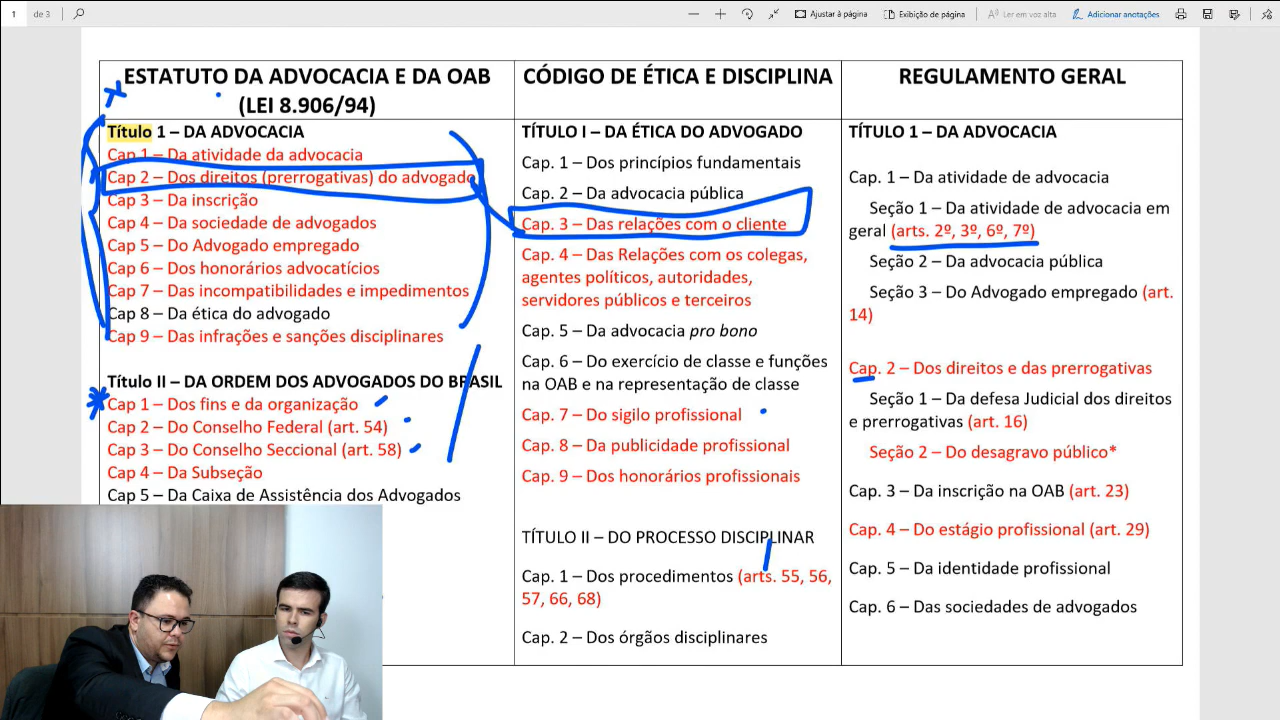 1 de 3
Ajustar à página
Exibição de página
Ler em voz alta
Adicionar anotações
ESTATUTO DA ADVOCACIA E DA OAB
(LEI 8.906/94)
Título 1 – DA ADVOCACIA
Cap 1 – Da atividade da advocacia
Cap 2 – Dos direitos (prerrogativas) do advogado
Cap 3 – Da inscrição
Cap 4 – Da sociedade de advogados
Cap 5 – Do Advogado empregado
Cap 6 – Dos honorários advocatícios
Cap 7 – Das incompatibilidades e impedimentos
Cap 8 – Da ética do advogado
Cap 9 – Das infrações e sanções disciplinares
Título II – DA ORDEM DOS ADVOGADOS DO BRASIL
Cap 1 – Dos fins e da organização
Cap 2 – Do Conselho Federal (art. 54)
Cap 3 – Do Conselho Seccional (art. 58)
Cap 4 – Da Subseção
Cap 5 – Da Caixa de Assistência dos Advogados
CÓDIGO DE ÉTICA E DISCIPLINA
TÍTULO I – DA ÉTICA DO ADVOGADO
Cap. 1 – Dos princípios fundamentais
Cap. 2 – Da advocacia pública
Cap. 3 – Das relações com o cliente
Cap. 4 – Das Relações com os colegas,
agentes políticos, autoridades,
servidores públicos e terceiros
Cap. 5 – Da advocacia pro bono
Cap. 6 – Do exercício de classe e funções
na OAB e na representação de classe
Cap. 7 – Do sigilo profissional
Cap. 8 – Da publicidade profissional
Cap. 9 – Dos honorários profissionais
TÍTULO II – DO PROCESSO DISCIPLINAR
Cap. 1 – Dos procedimentos (arts. 55, 56,
57, 66, 68)
Cap. 2 – Dos órgãos disciplinares
REGULAMENTO GERAL
TÍTULO 1 – DA ADVOCACIA
Cap. 1 – Da atividade de advocacia
Seção 1 – Da atividade de advocacia em
geral (arts. 2º, 3º, 6º, 7º)
Seção 2 – Da advocacia pública
Seção 3 – Do Advogado empregado (art.
14)
Cap. 2 – Dos direitos e das prerrogativas
Seção 1 – Da defesa Judicial dos direitos
e prerrogativas (art. 16)
Seção 2 – Do desagravo público*
Cap. 3 – Da inscrição na OAB (art. 23)
Cap. 4 – Do estágio profissional (art. 29)
Cap. 5 – Da identidade profissional
Cap. 6 – Das sociedades de advogados